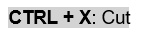 CTRL + X: Cut